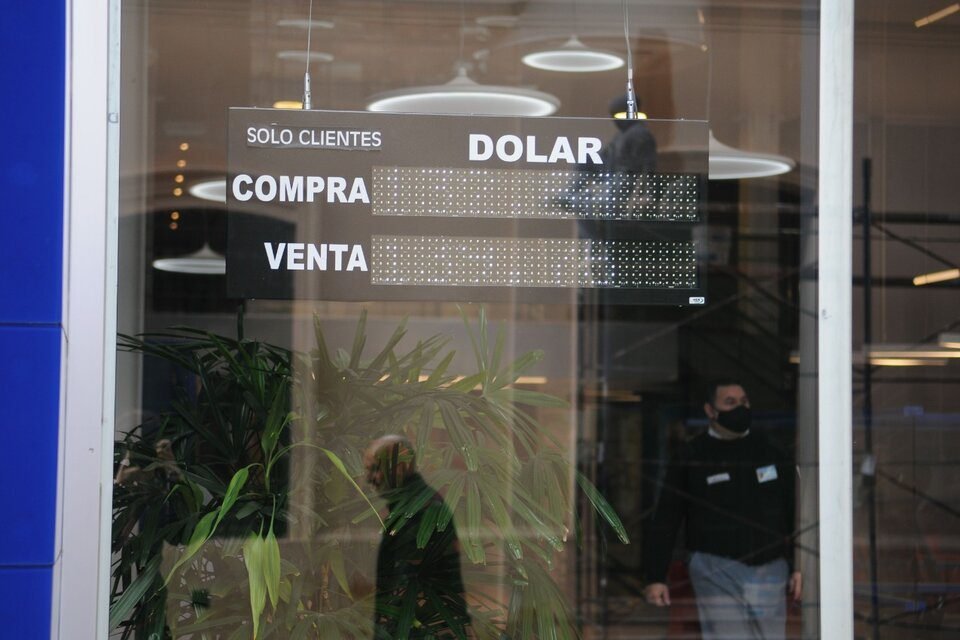 SOLO CLIENTES
DOLAR
COMPRA
VENTA